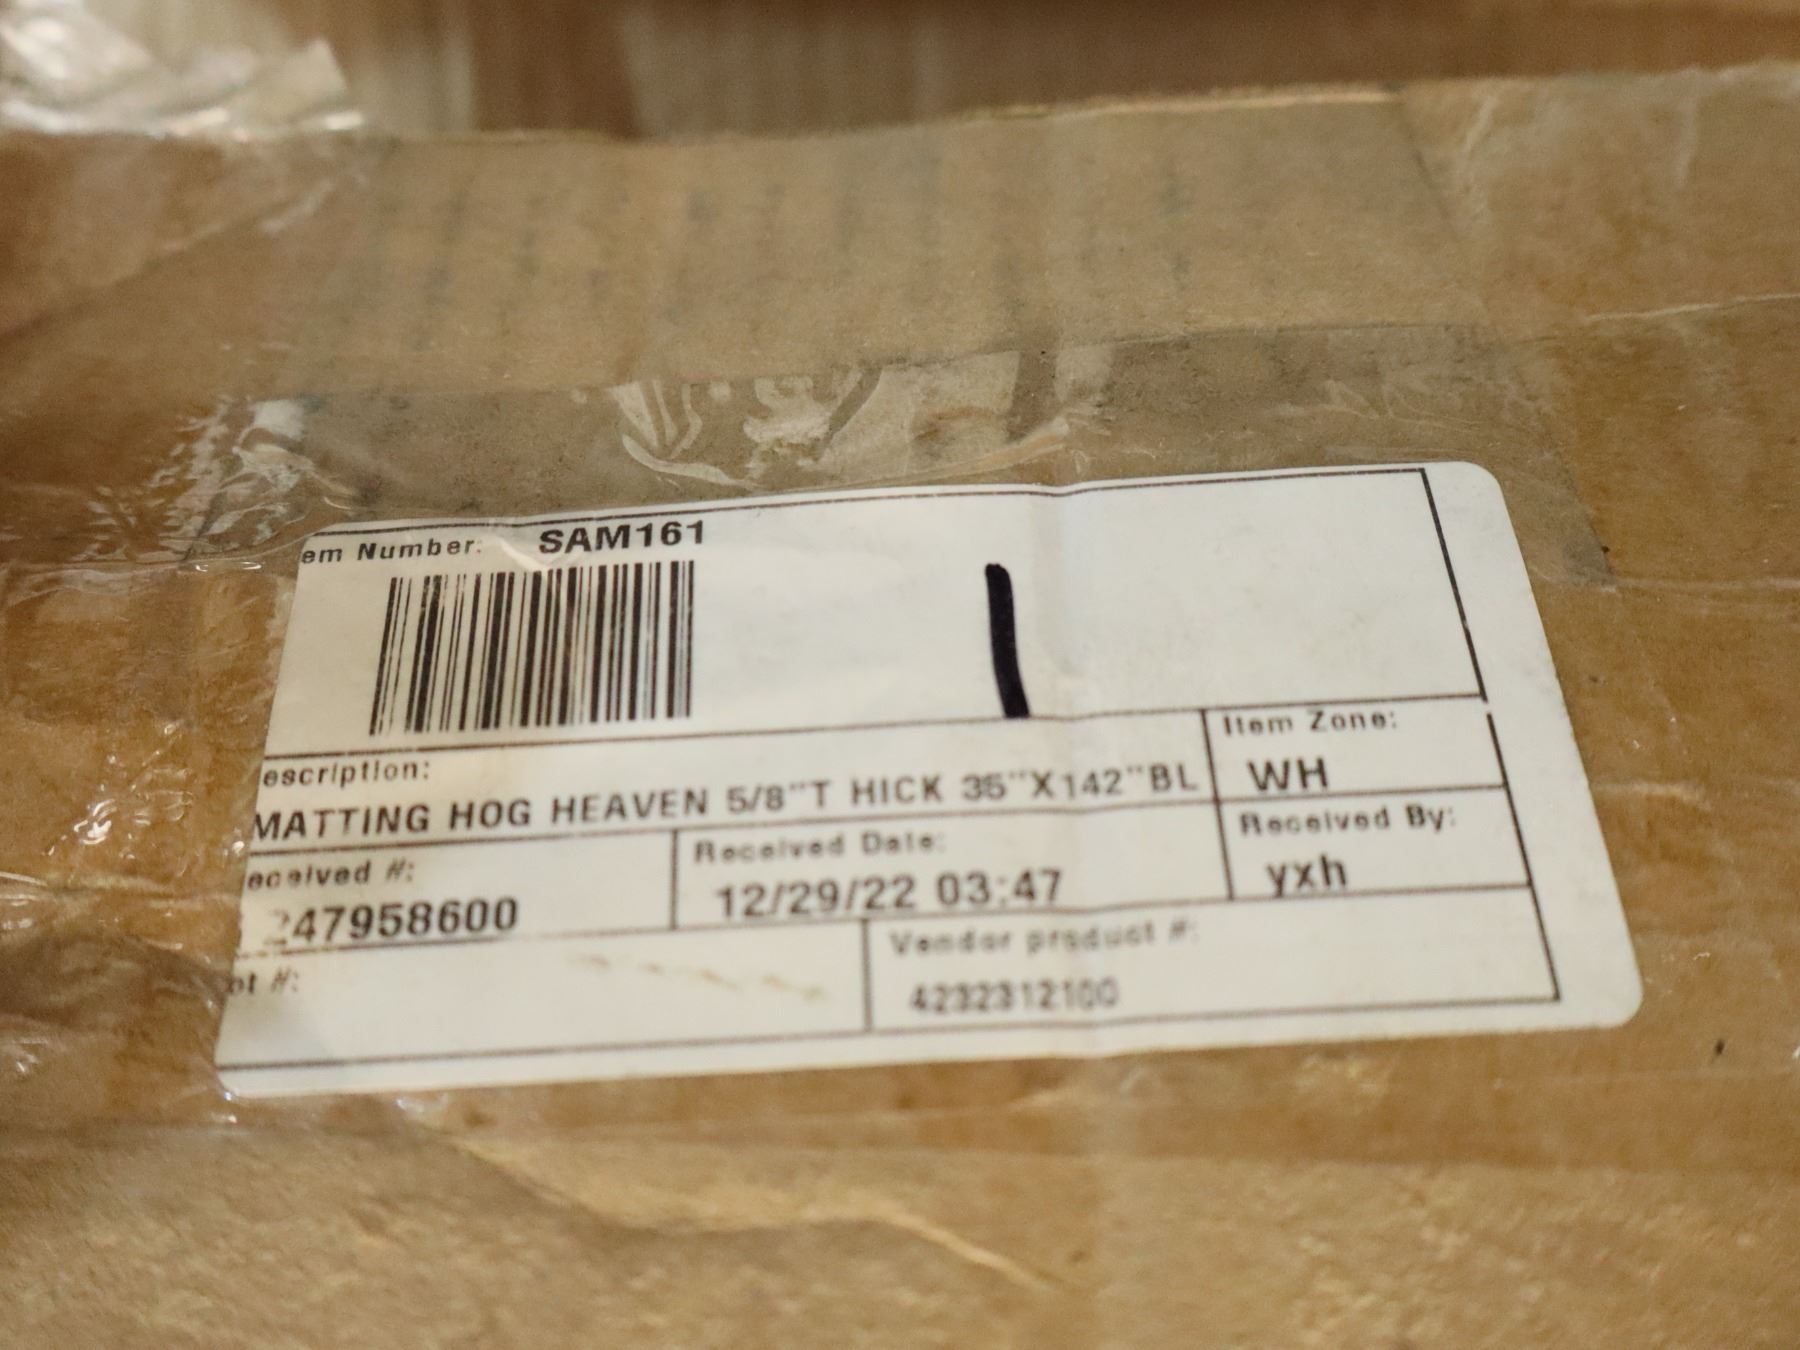 em Number: SAM161
escription:
MATTING HOG HEAVEN 5/8"T HICK 35"X142"BL
Item Zone:
WH
eceived #:
247958600
Received Date:
12/29/22 03:47
Received By:
yxh
ot #:
Vendor product #:
4232312100